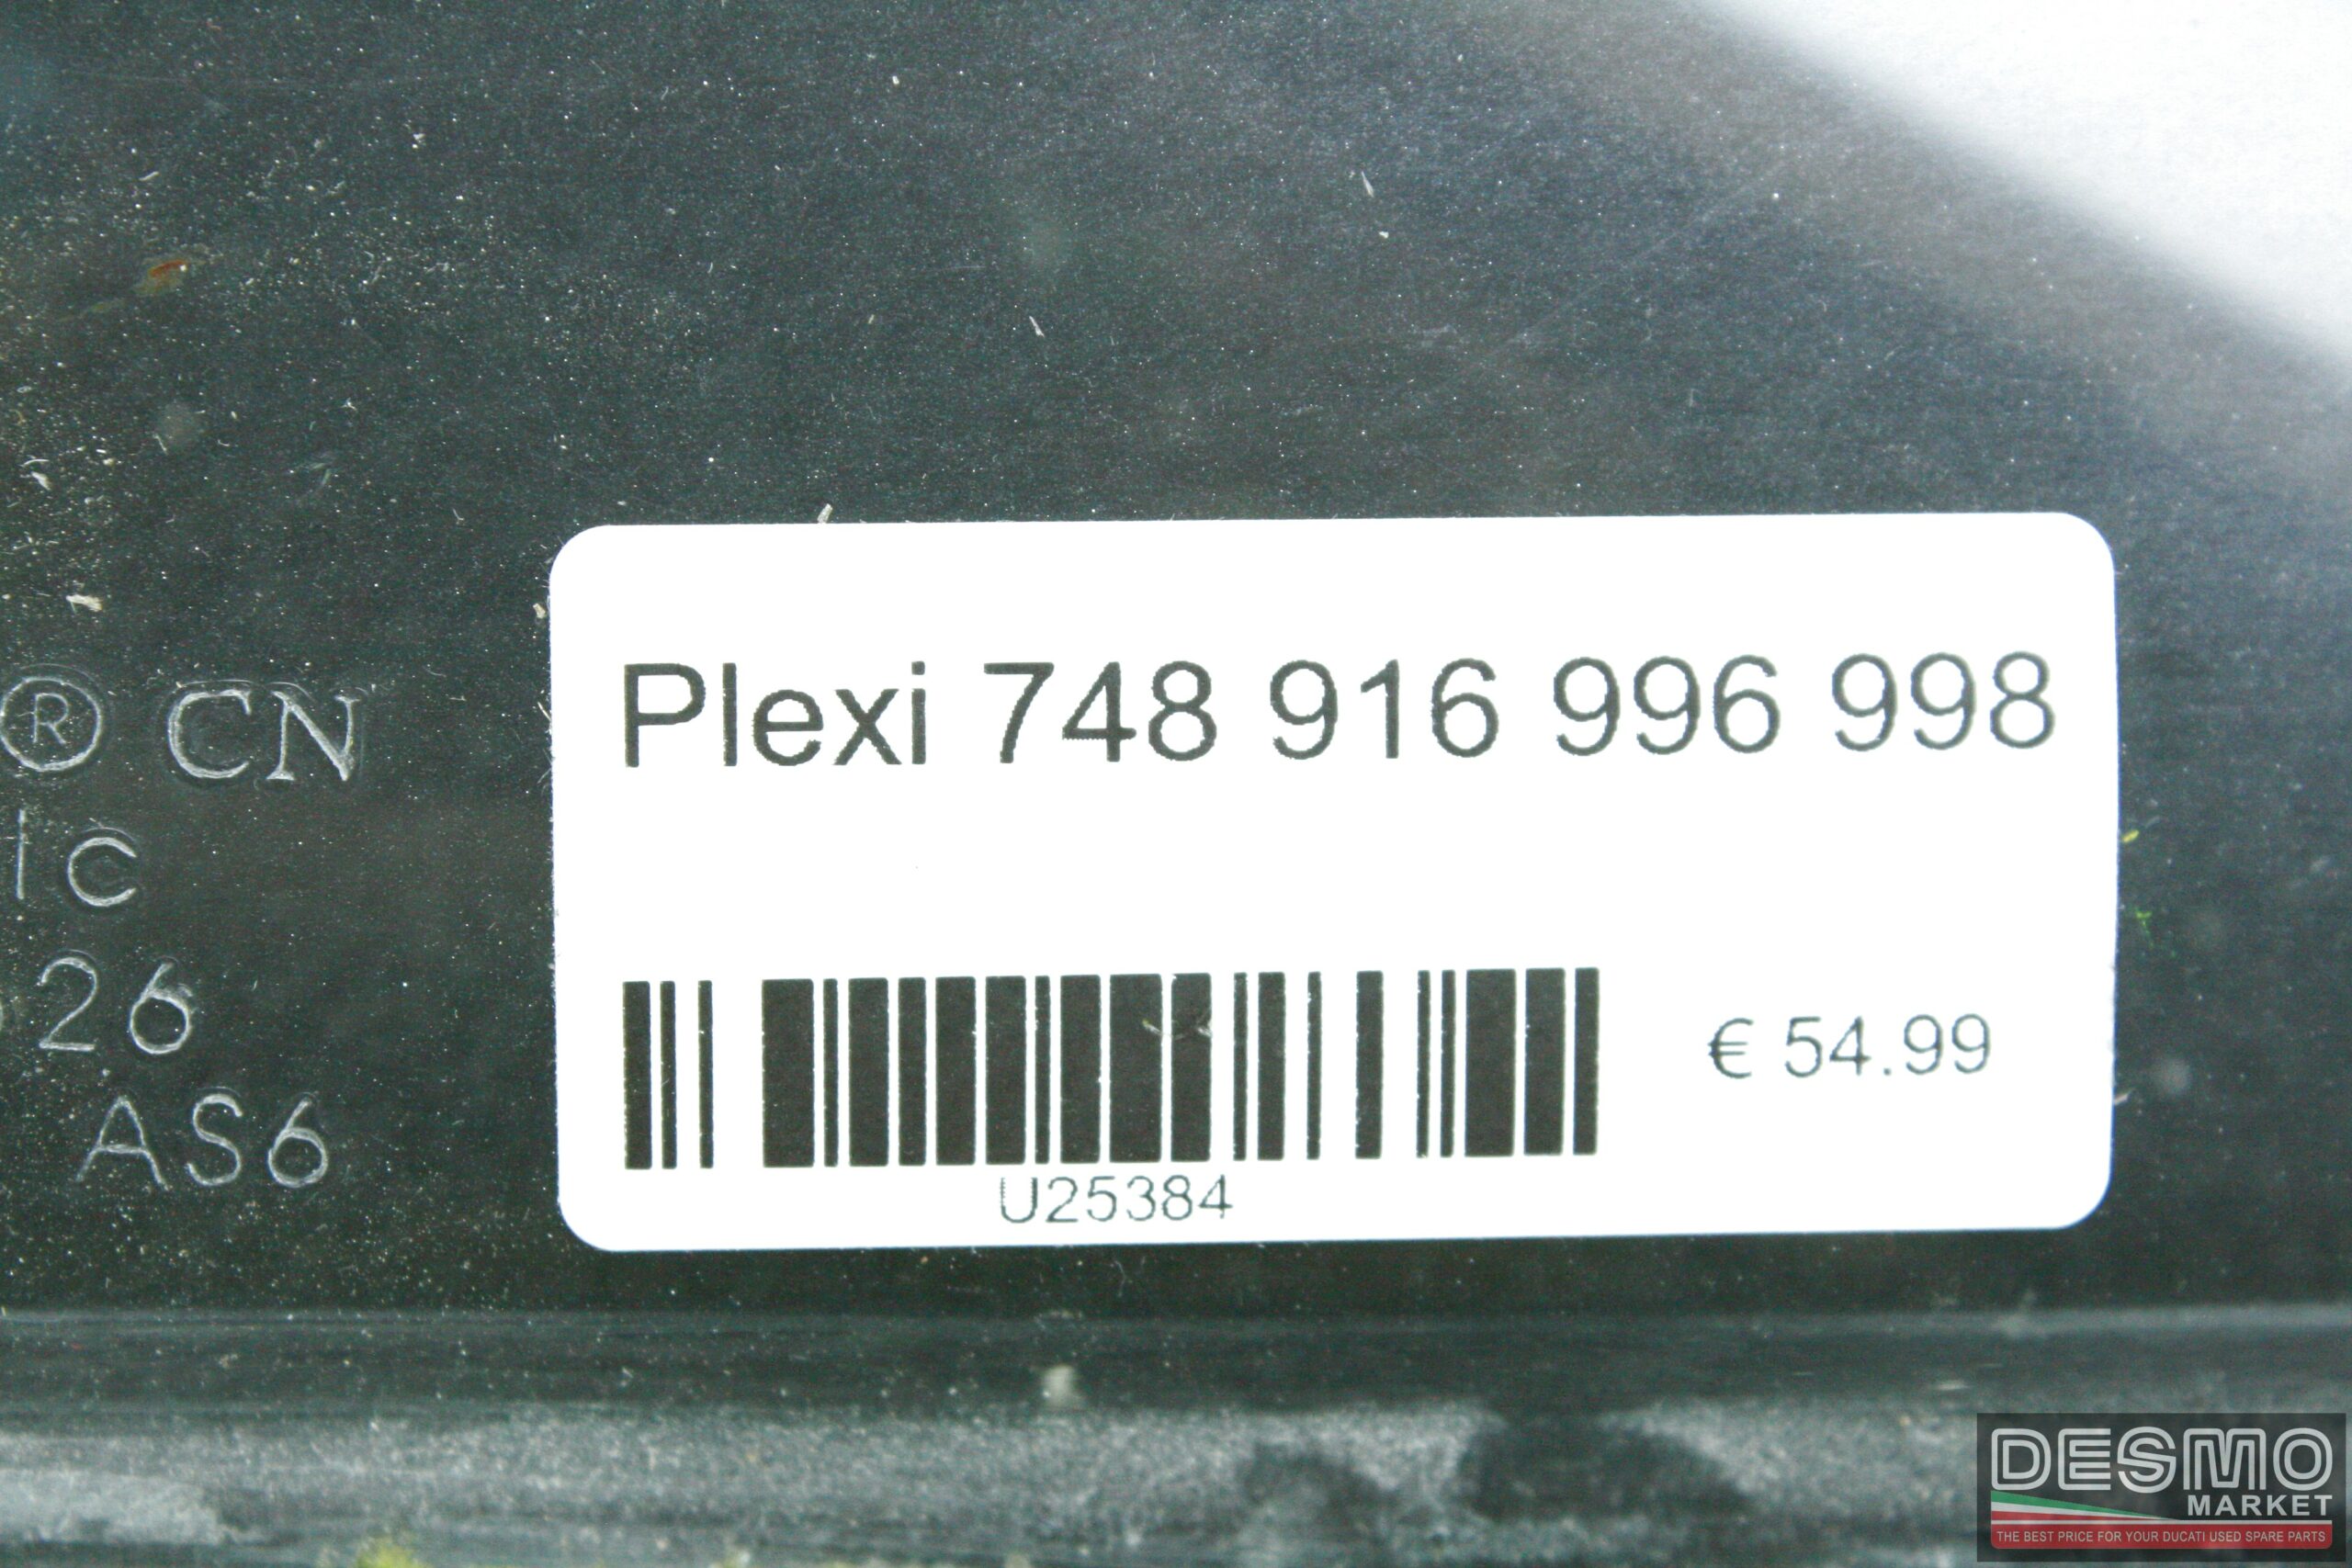 Plexi 748 916 996 998
® CN
26
AS6
€ 54.99
U25384
DESMO
MARKET
THE BEST PRICE FOR YOUR DUCATI USED SPARE PARTS